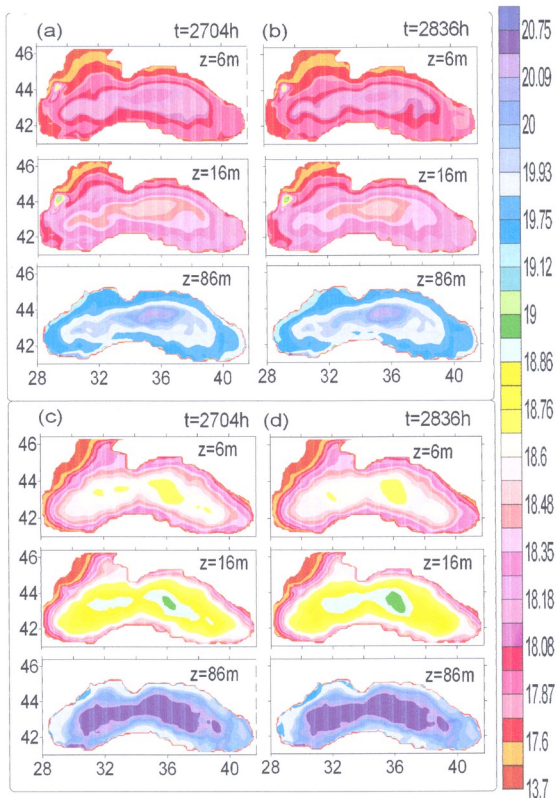 (a) t=2704h (b) t=2836h
46 z=6m z=6m
44
42
46 z=16m z=16m
44
42
46 z=86m z=86m
44
42
28 32 36 40 28 32 36 40
(c) t=2704h (d) t=2836h
46 z=6m z=6m
44
42
46 z=16m z=16m
44
42
46 z=86m z=86m
44
42
28 32 36 40 28 32 36 40
20.75
20.09
20
19.93
19.75
19.12
19
18.86
18.76
18.6
18.48
18.35
18.18
18.08
17.87
17.6
13.7